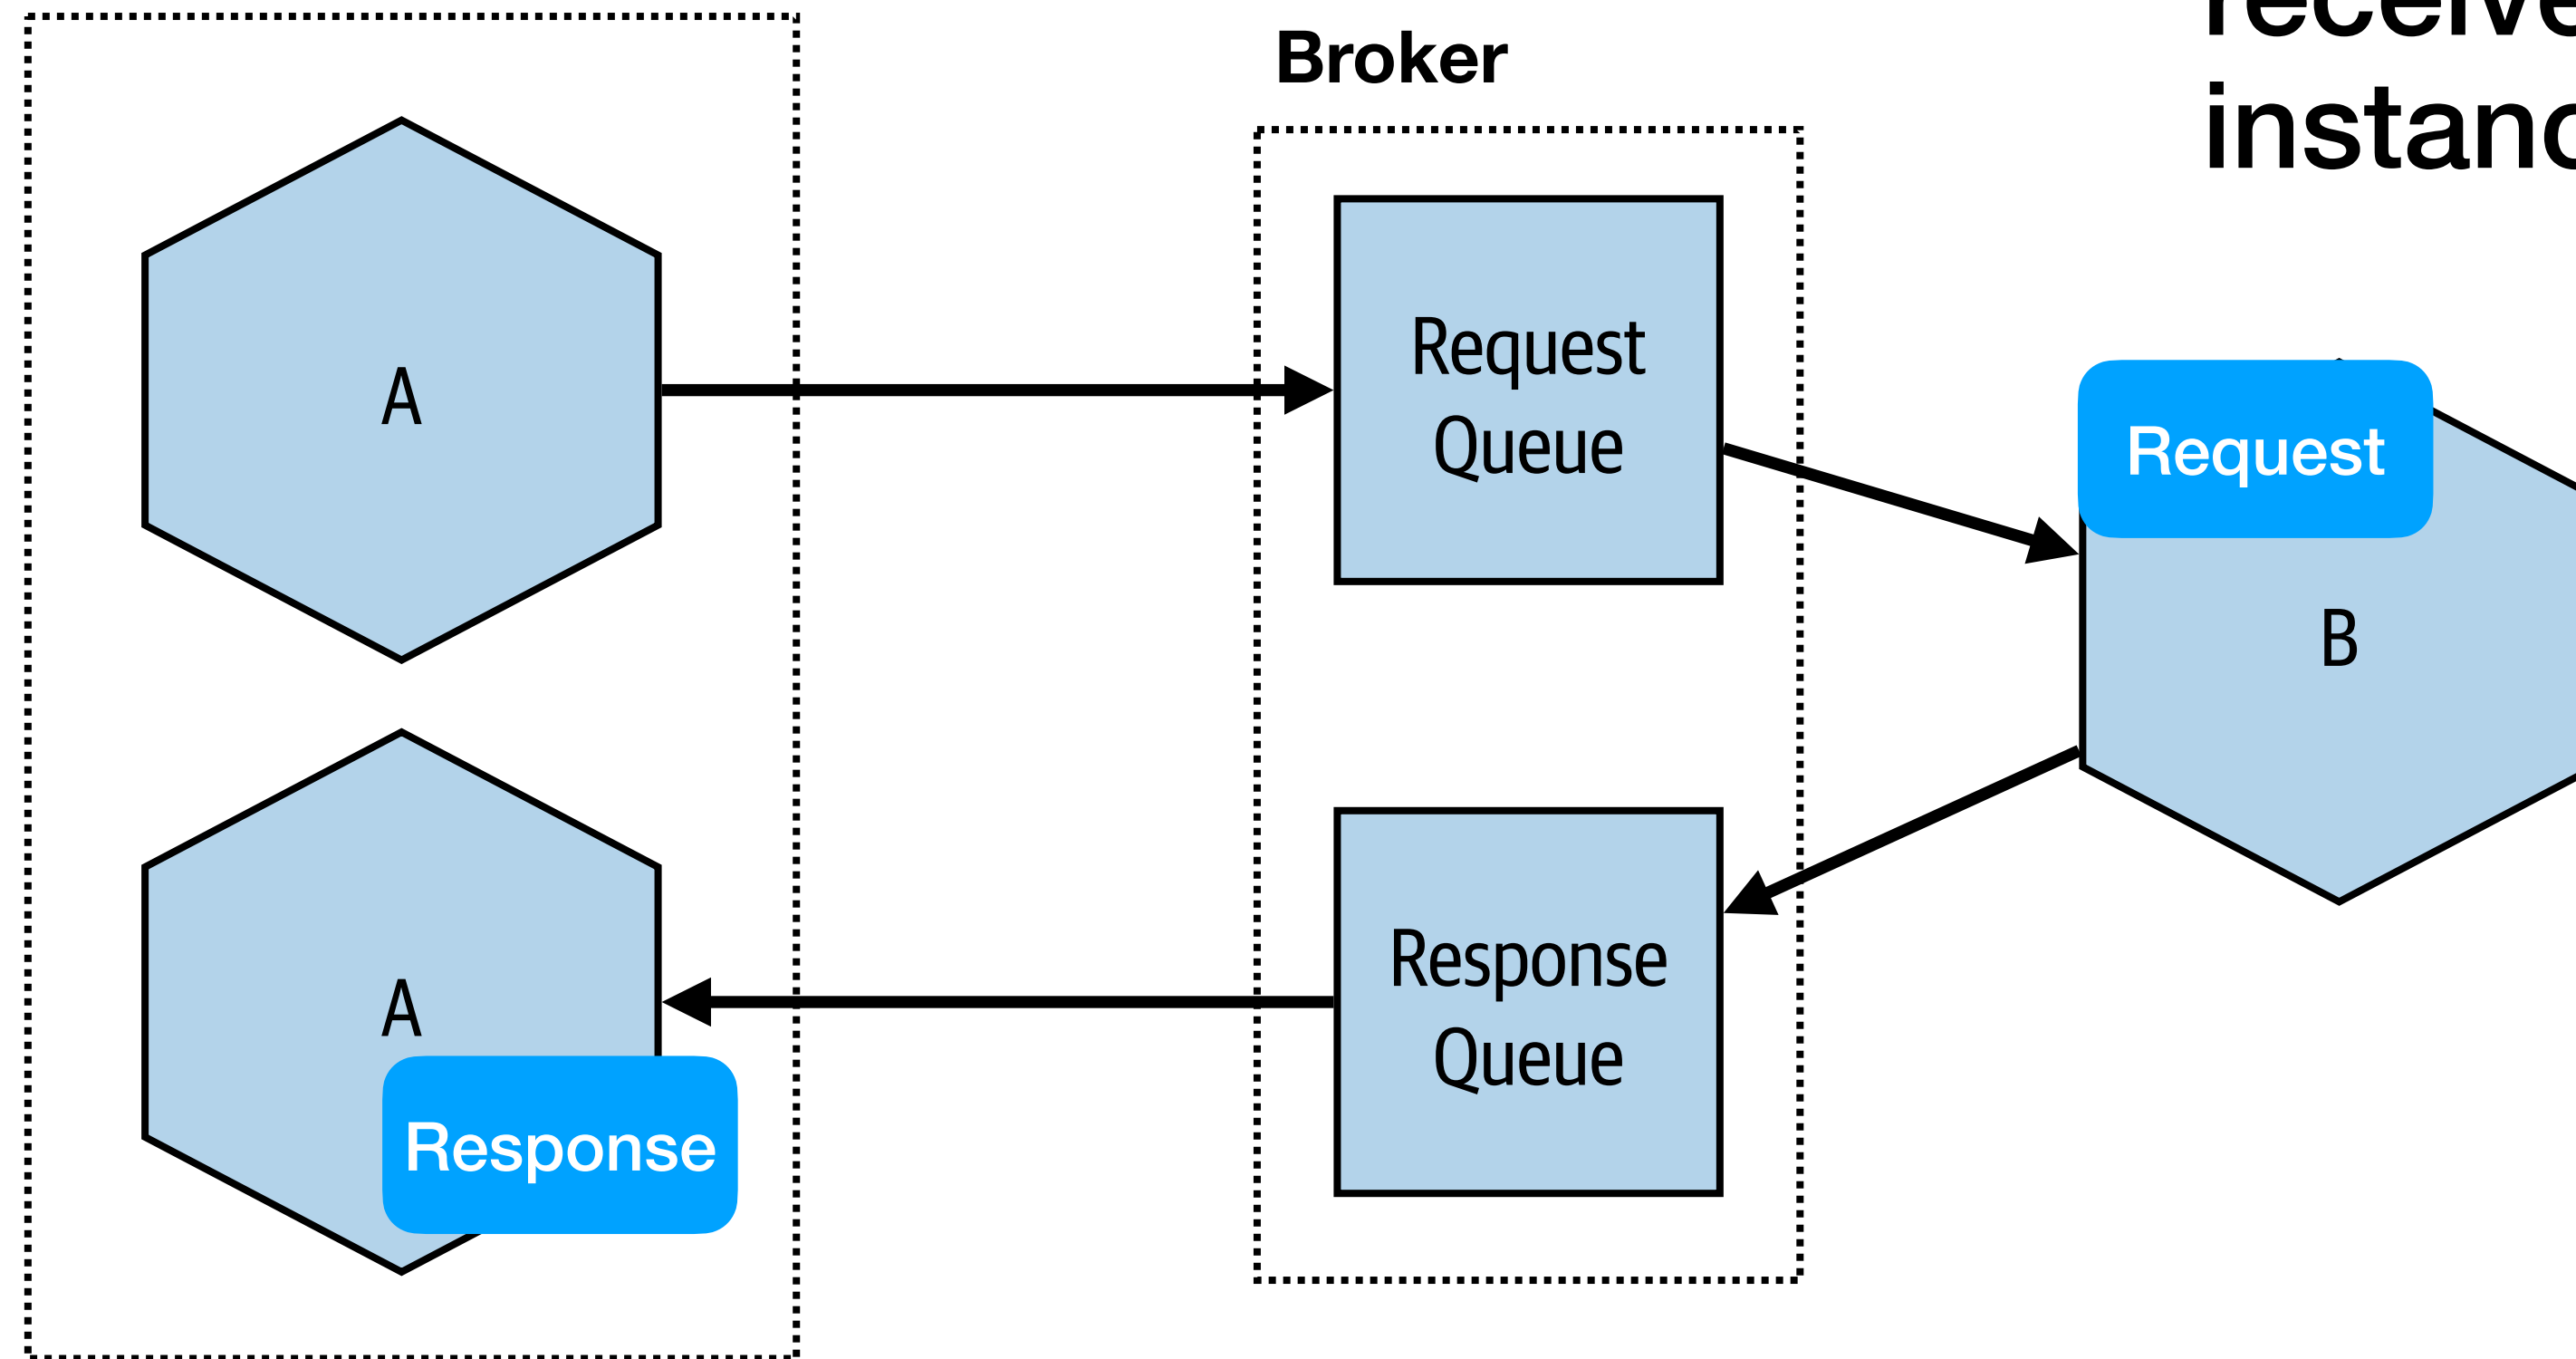 Broker
A
Request
Queue
Request
B
A
Response
Response
Queue